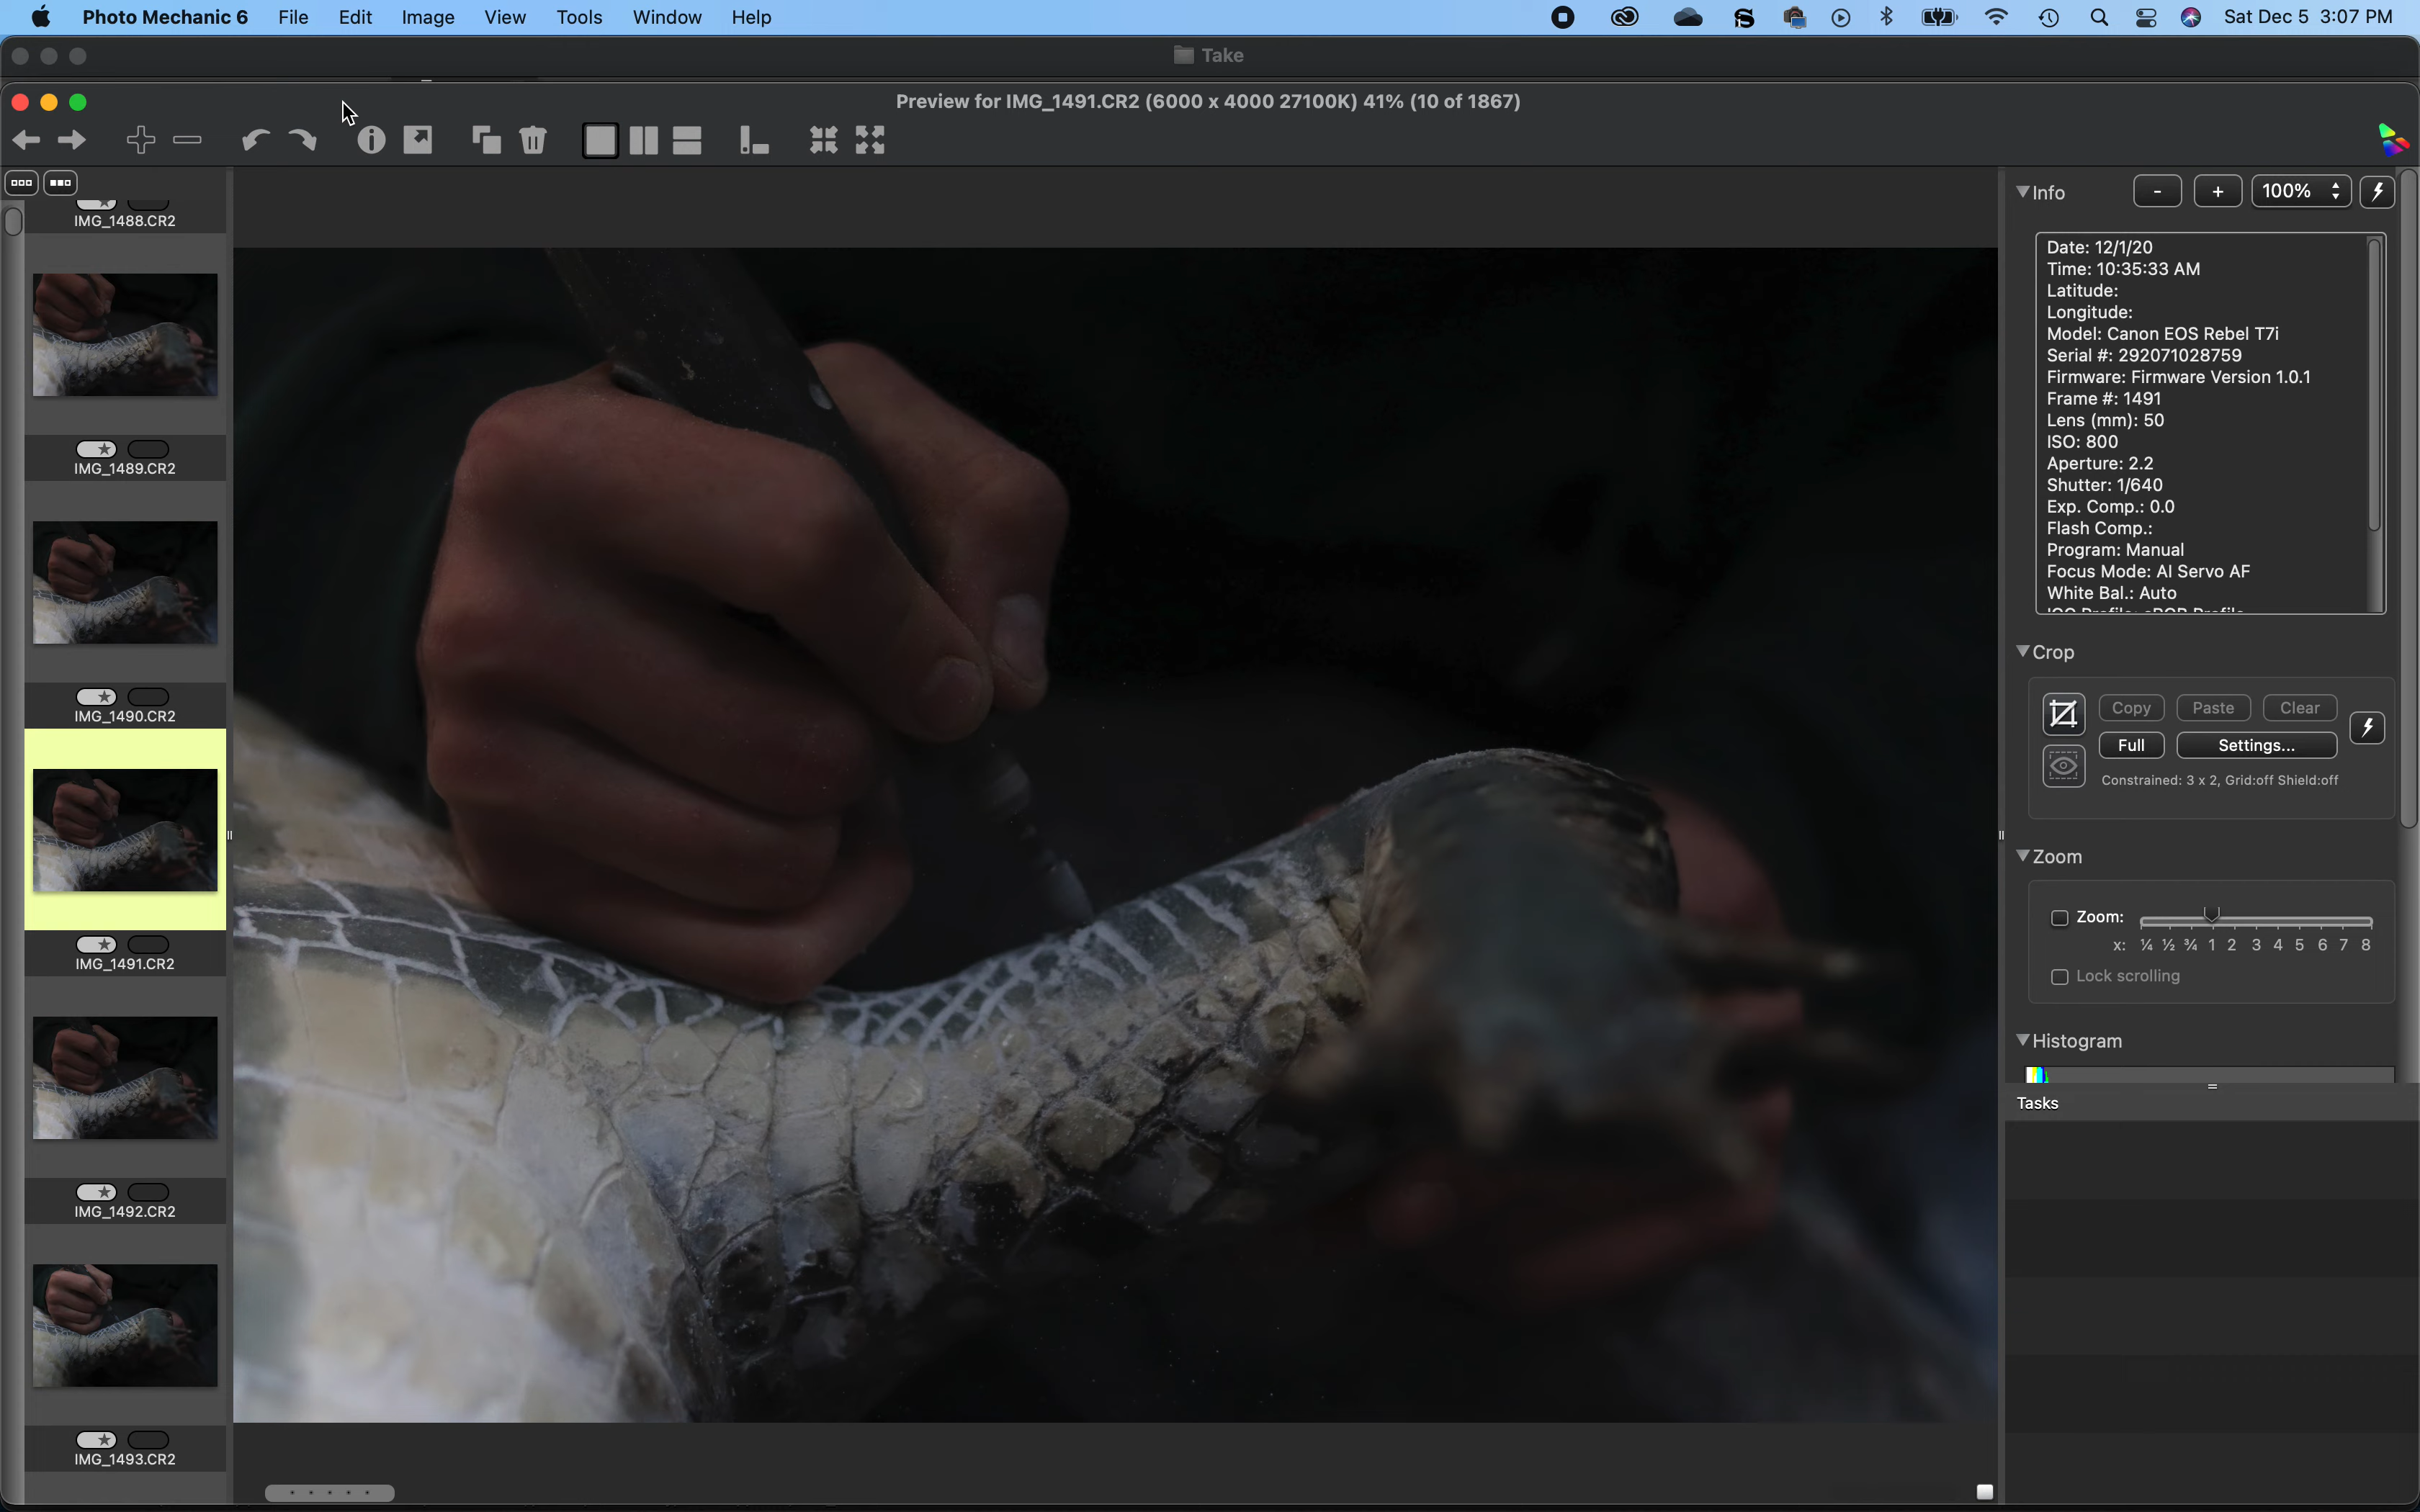 Photo Mechanic 6 File Edit Image View Tools Window Help Sat Dec 5 3:07 PM
Take
Preview for IMG_1491.CR2 (6000 x 4000 27100K) 41% (10 of 1867)
IMG_1488.CR2
IMG_1489.CR2
IMG_1490.CR2
IMG_1491.CR2
IMG_1492.CR2
IMG_1493.CR2
Info - + 100%
Date: 12/1/20
Time: 10:35:33 AM
Latitude:
Longitude:
Model: Canon EOS Rebel T7i
Serial #: 292071028759
Firmware: Firmware Version 1.0.1
Frame #: 1491
Lens (mm): 50
ISO: 800
Aperture: 2.2
Shutter: 1/640
Exp. Comp.: 0.0
Flash Comp.:
Program: Manual
Focus Mode: AI Servo AF
White Bal.: Auto
Crop
Copy Paste Clear
Full Settings...
Constrained: 3 x 2, Grid:off Shield:off
Zoom
Zoom:
x: ¼ ½ ¾ 1 2 3 4 5 6 7 8
Lock scrolling
Histogram
Tasks